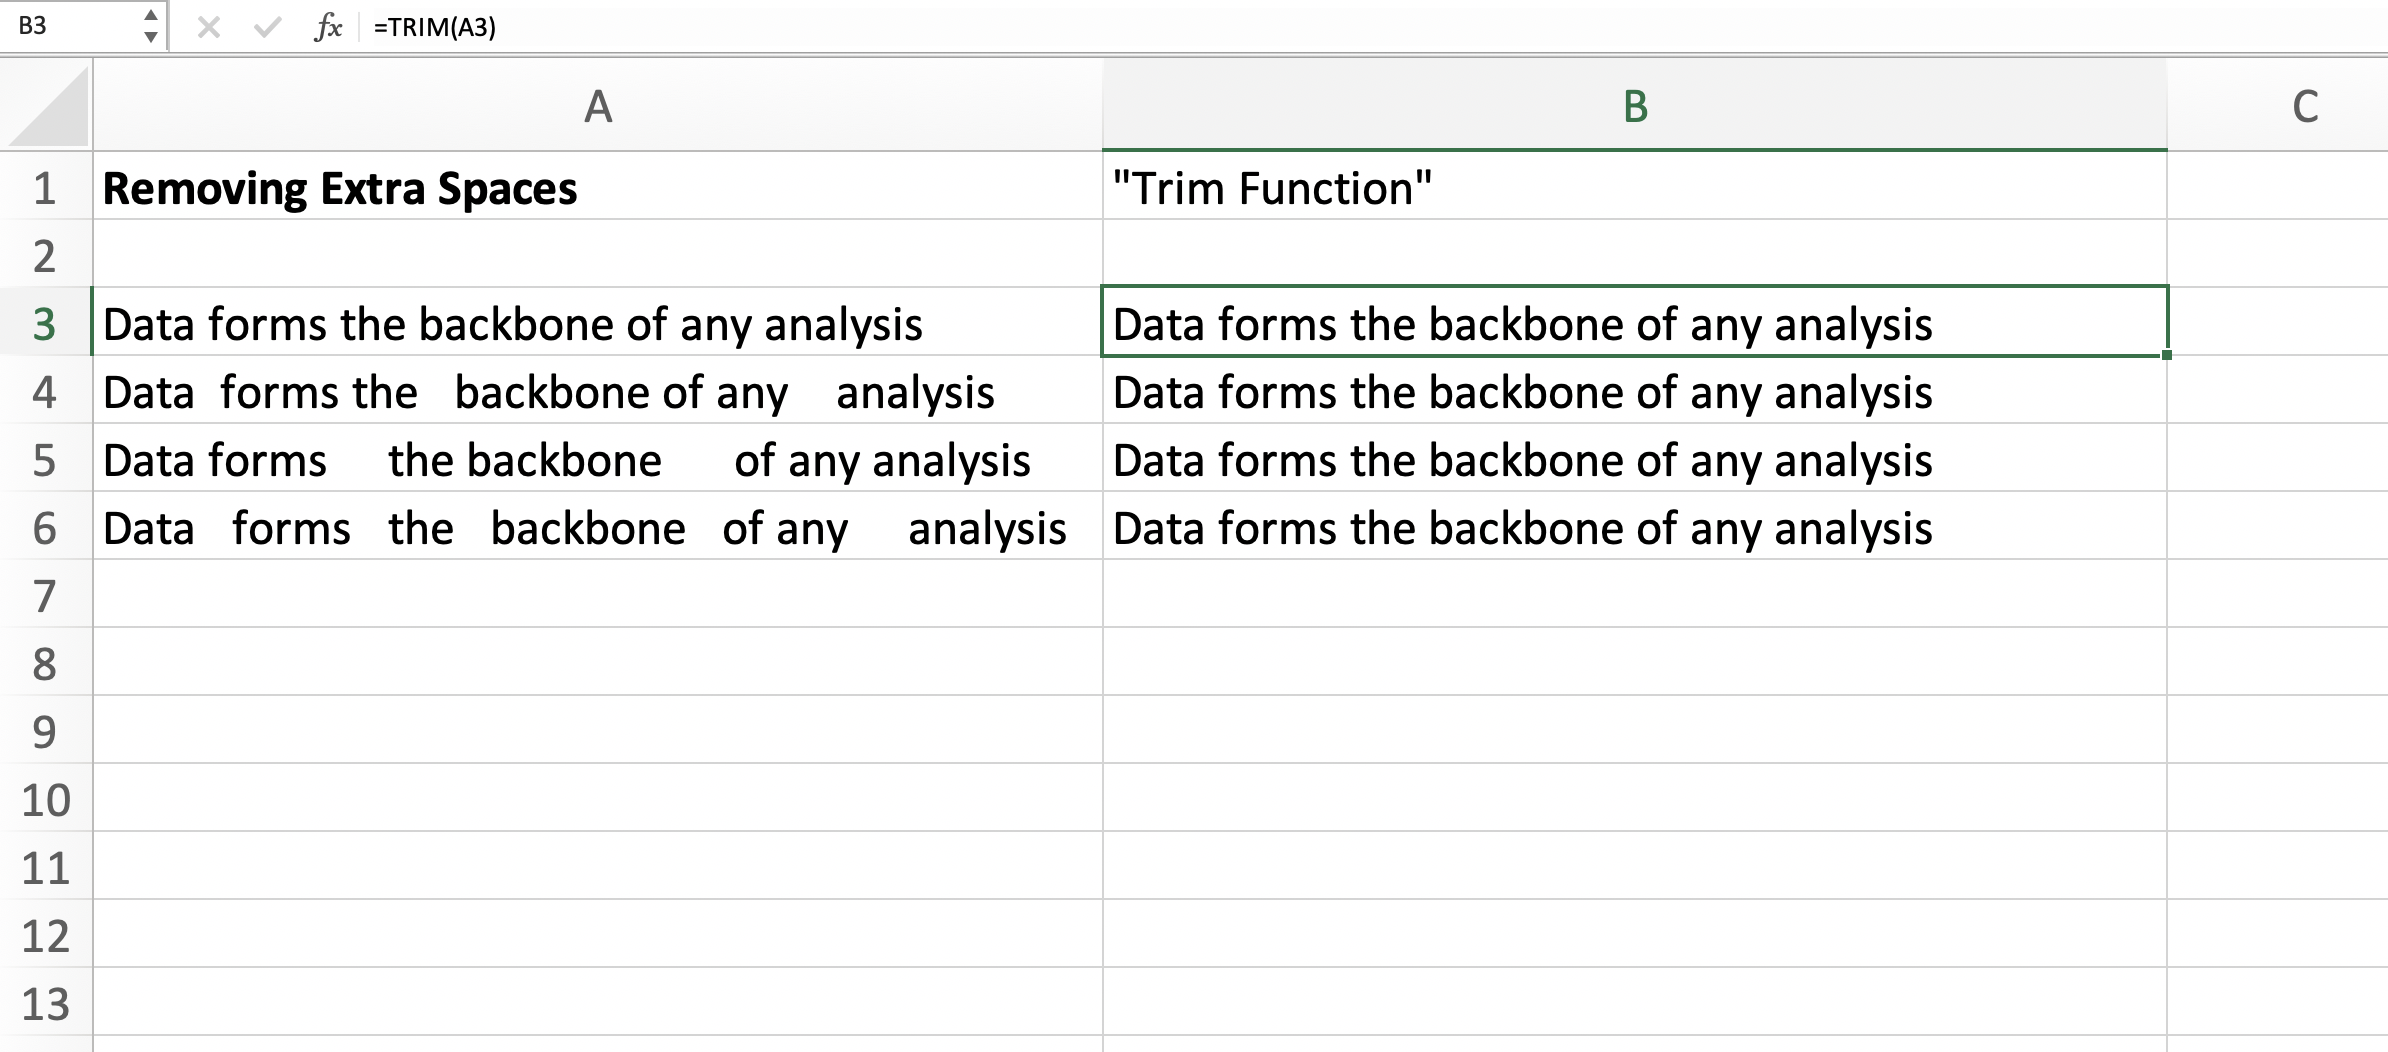 B3 fx =TRIM(A3)
A B C
1 Removing Extra Spaces "Trim Function"
2
3 Data forms the backbone of any analysis Data forms the backbone of any analysis
4 Data  forms the   backbone of any    analysis Data forms the backbone of any analysis
5 Data forms     the backbone      of any analysis Data forms the backbone of any analysis
6 Data   forms   the   backbone   of any     analysis Data forms the backbone of any analysis
7
8
9
10
11
12
13